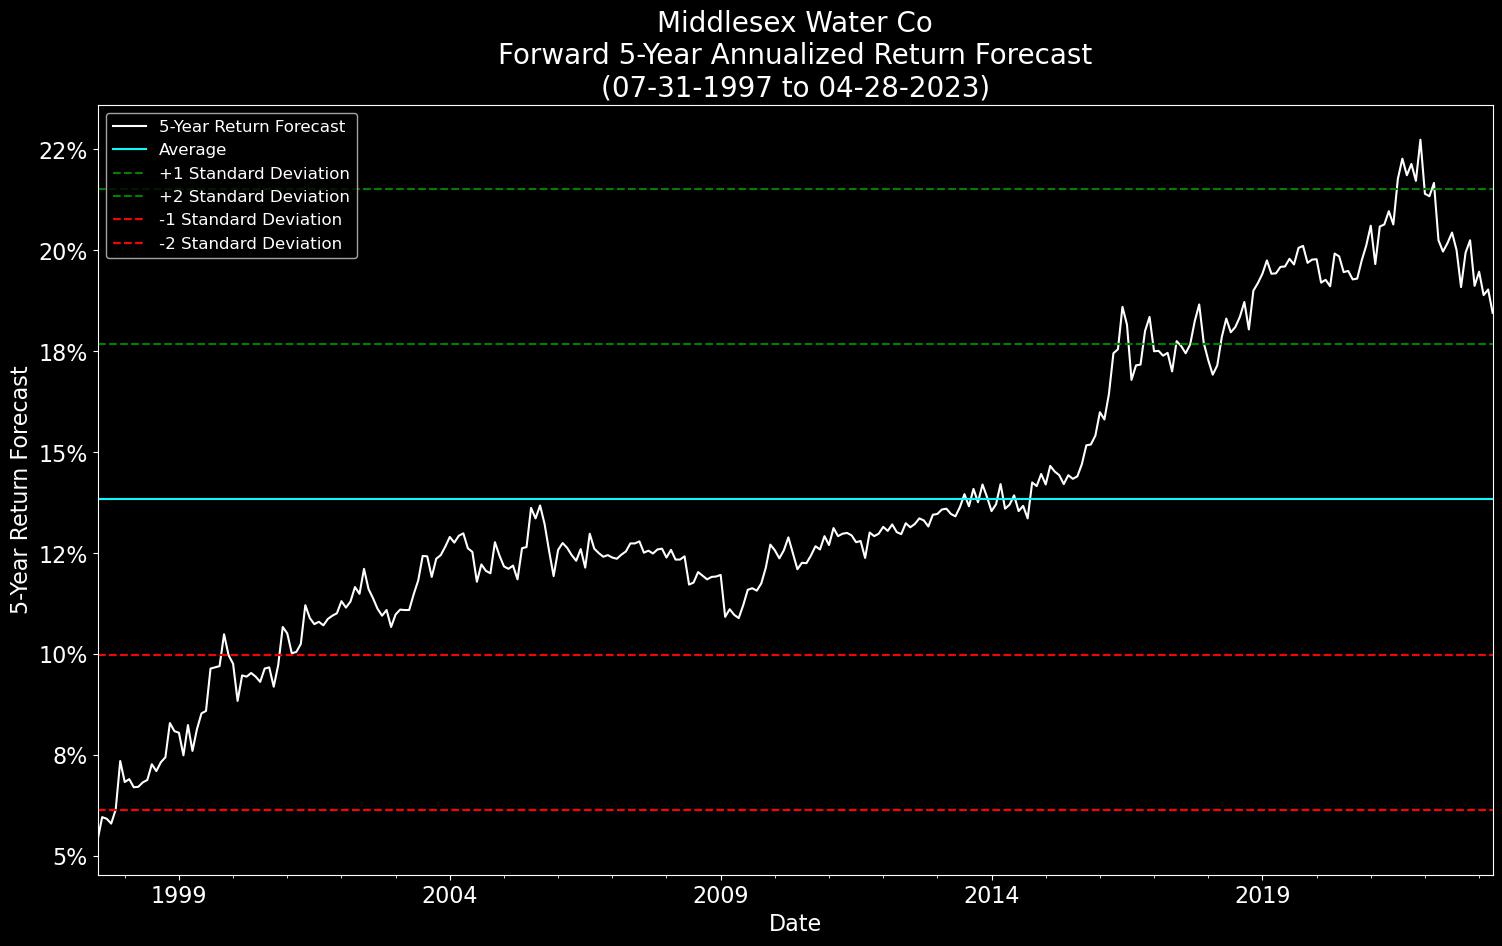 Middlesex Water Co
Forward 5-Year Annualized Return Forecast
(07-31-1997 to 04-28-2023)
5-Year Return Forecast
Average
+1 Standard Deviation
+2 Standard Deviation
-1 Standard Deviation
-2 Standard Deviation
22%
20%
18%
15%
12%
10%
8%
5%
5-Year Return Forecast
1999 2004 2009 2014 2019
Date